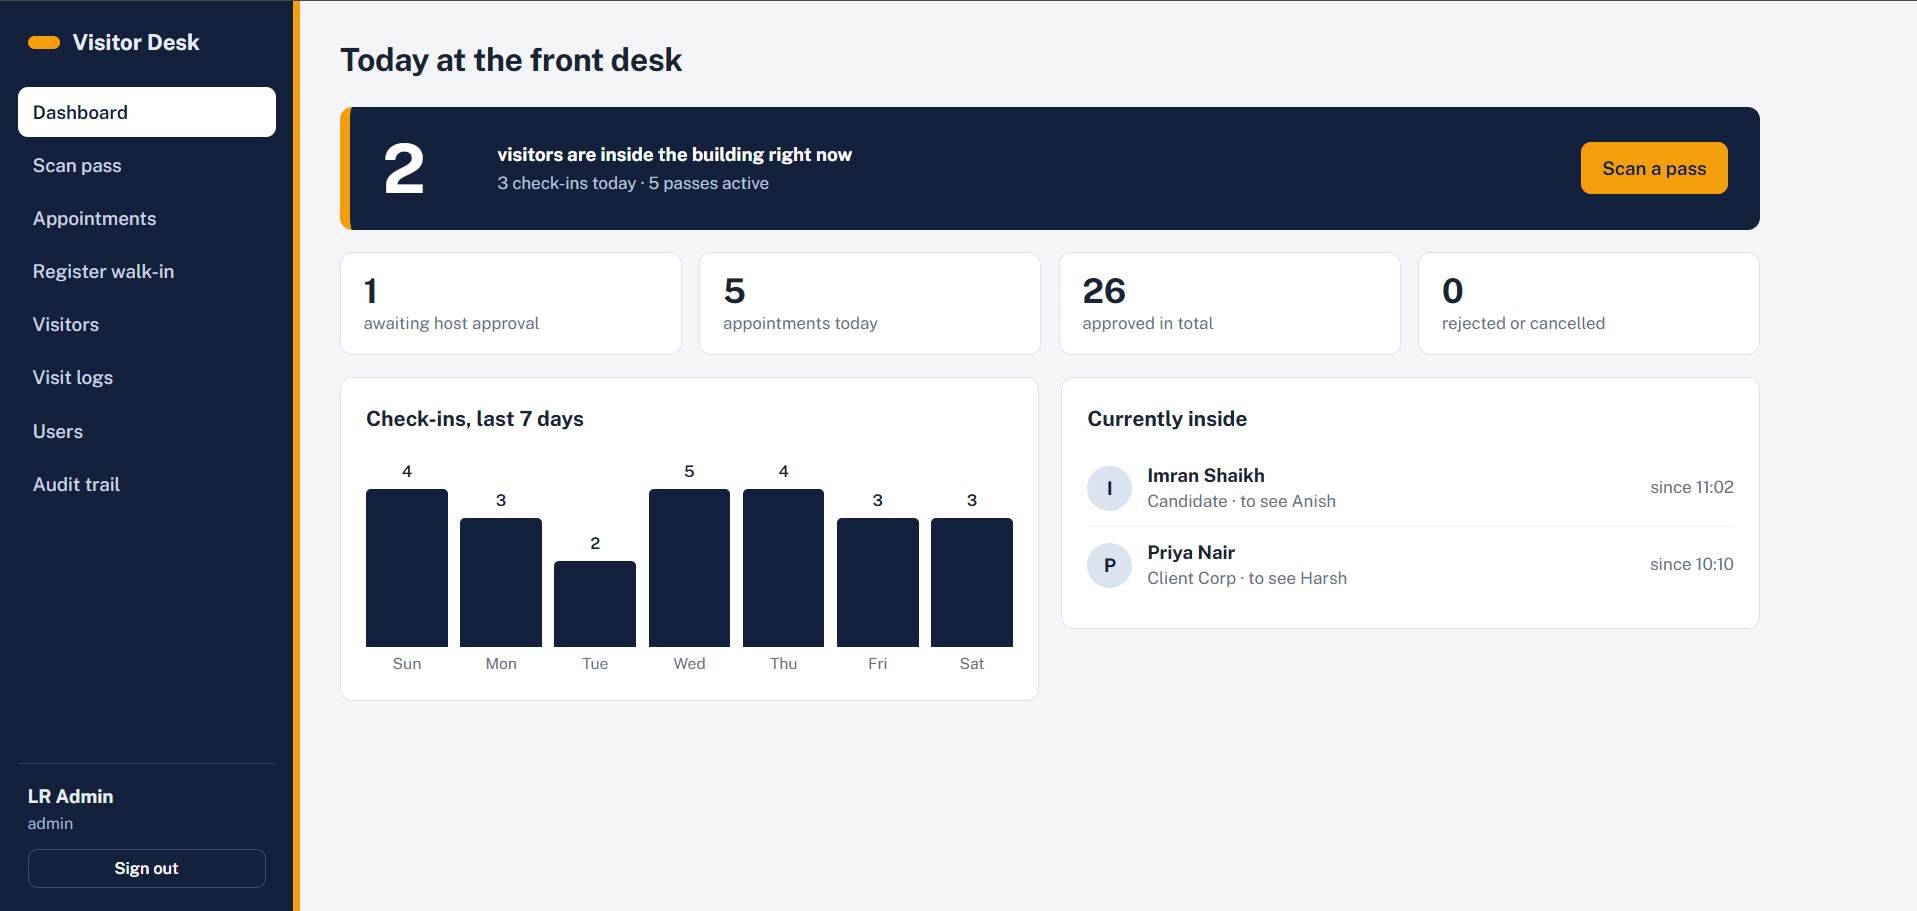 Visitor Desk
Dashboard
Scan pass
Appointments
Register walk-in
Visitors
Visit logs
Users
Audit trail
LR Admin
admin
Sign out
Today at the front desk
2
visitors are inside the building right now
3 check-ins today · 5 passes active
Scan a pass
1
awaiting host approval
5
appointments today
26
approved in total
0
rejected or cancelled
Check-ins, last 7 days
4
3
2
5
4
3
3
Sun
Mon
Tue
Wed
Thu
Fri
Sat
Currently inside
I
Imran Shaikh
Candidate · to see Anish
since 11:02
P
Priya Nair
Client Corp · to see Harsh
since 10:10